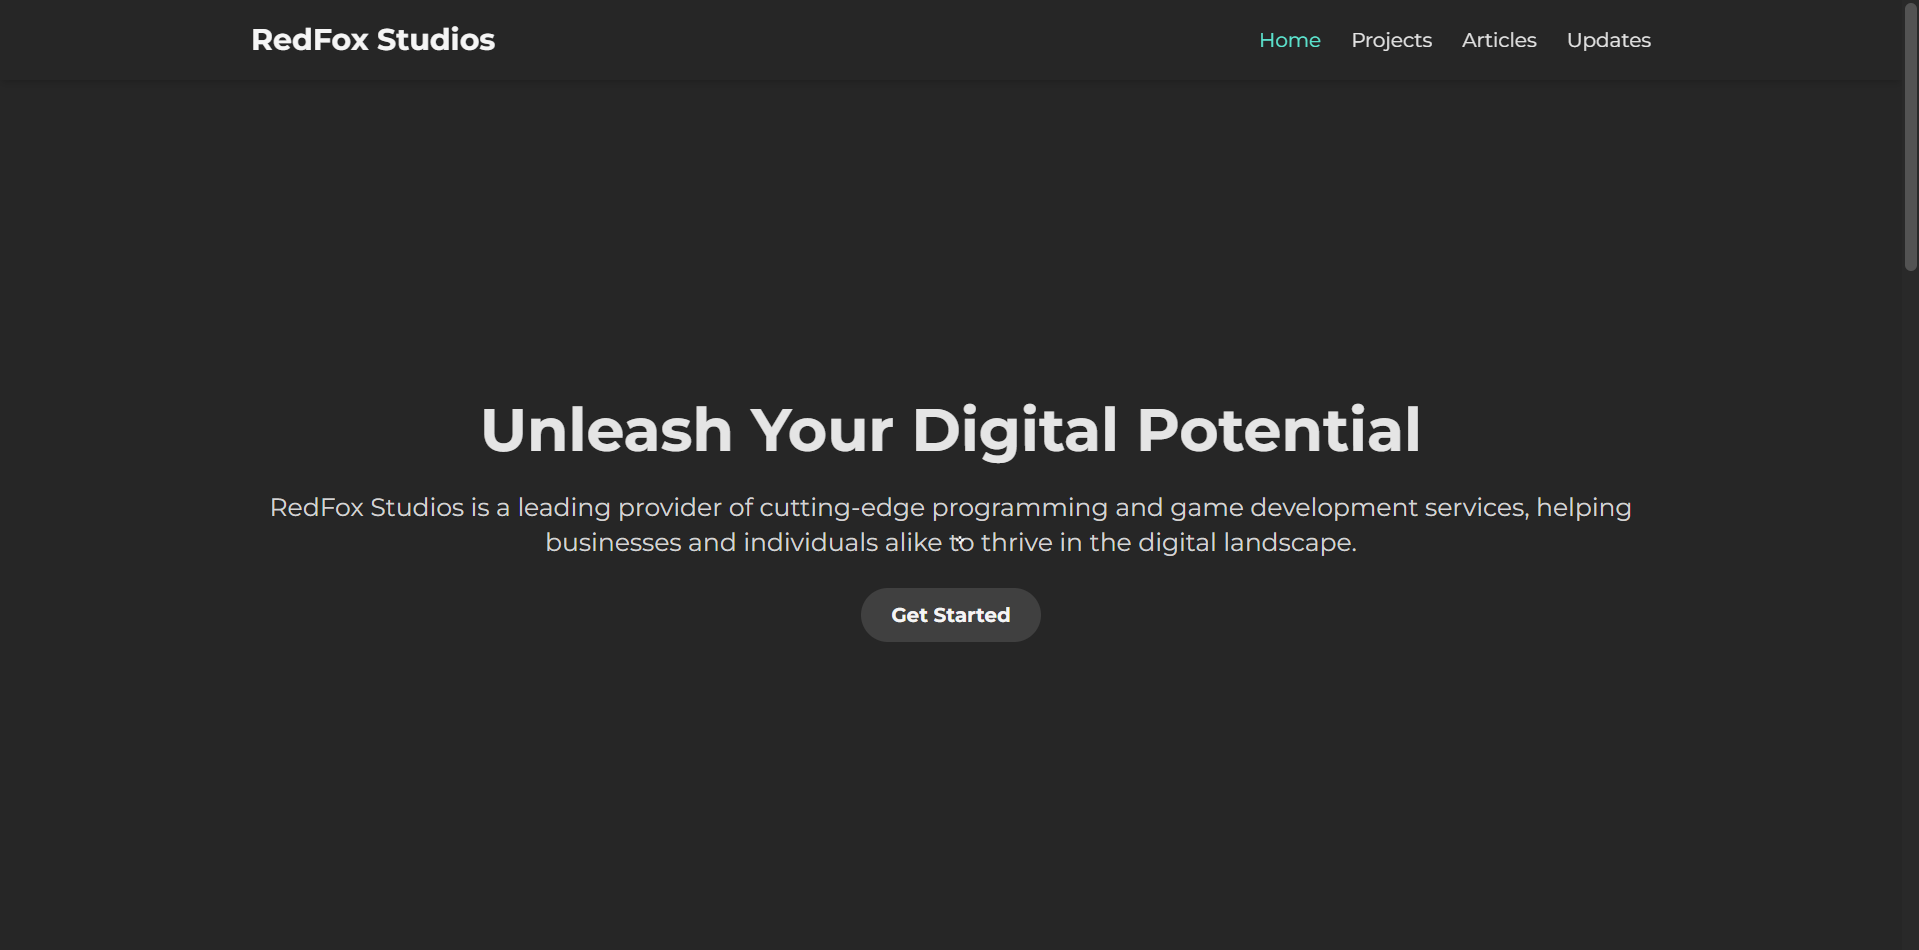 RedFox Studios
Home Projects Articles Updates
Unleash Your Digital Potential
RedFox Studios is a leading provider of cutting-edge programming and game development services, helping
businesses and individuals alike to thrive in the digital landscape.
Get Started